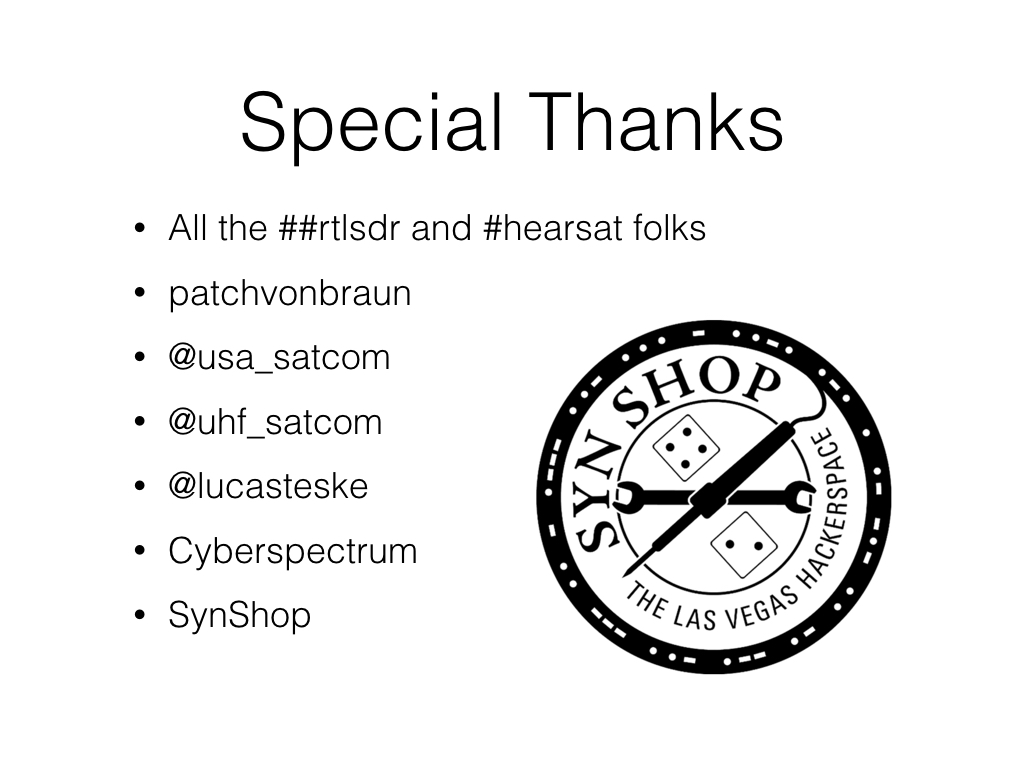 Special Thanks
• All the ##rtlsdr and #hearsat folks
• patchvonbraun
• @usa_satcom
• @uhf_satcom
• @lucasteske
• Cyberspectrum
• SynShop
SYN SHOP
THE LAS VEGAS HACKERSPACE